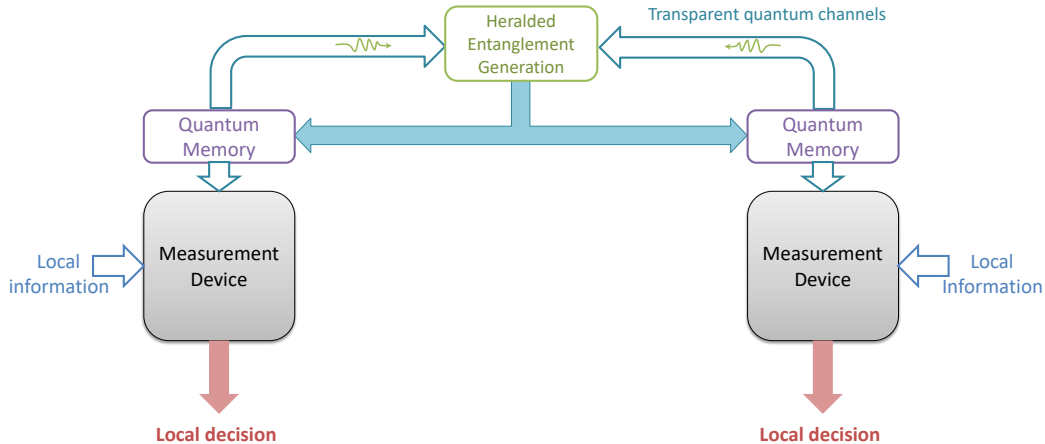 Transparent quantum channels
Heralded
Entanglement
Generation
Quantum
Memory
Quantum
Memory
Measurement
Device
Measurement
Device
Local
information
Local
Information
Local decision
Local decision